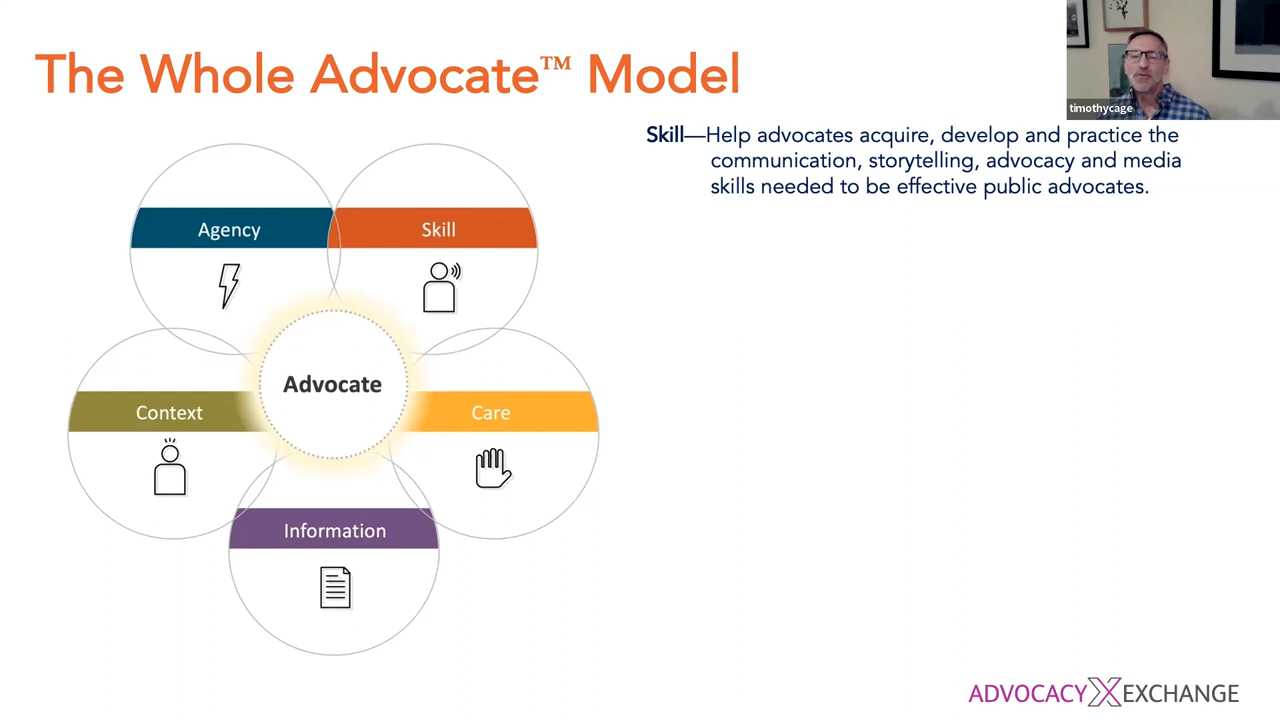 The Whole Advocate™ Model
timothycage
Skill—Help advocates acquire, develop and practice the
communication, storytelling, advocacy and media
skills needed to be effective public advocates.
Agency
Skill
Advocate
Context
Care
Information
ADVOCACY X EXCHANGE